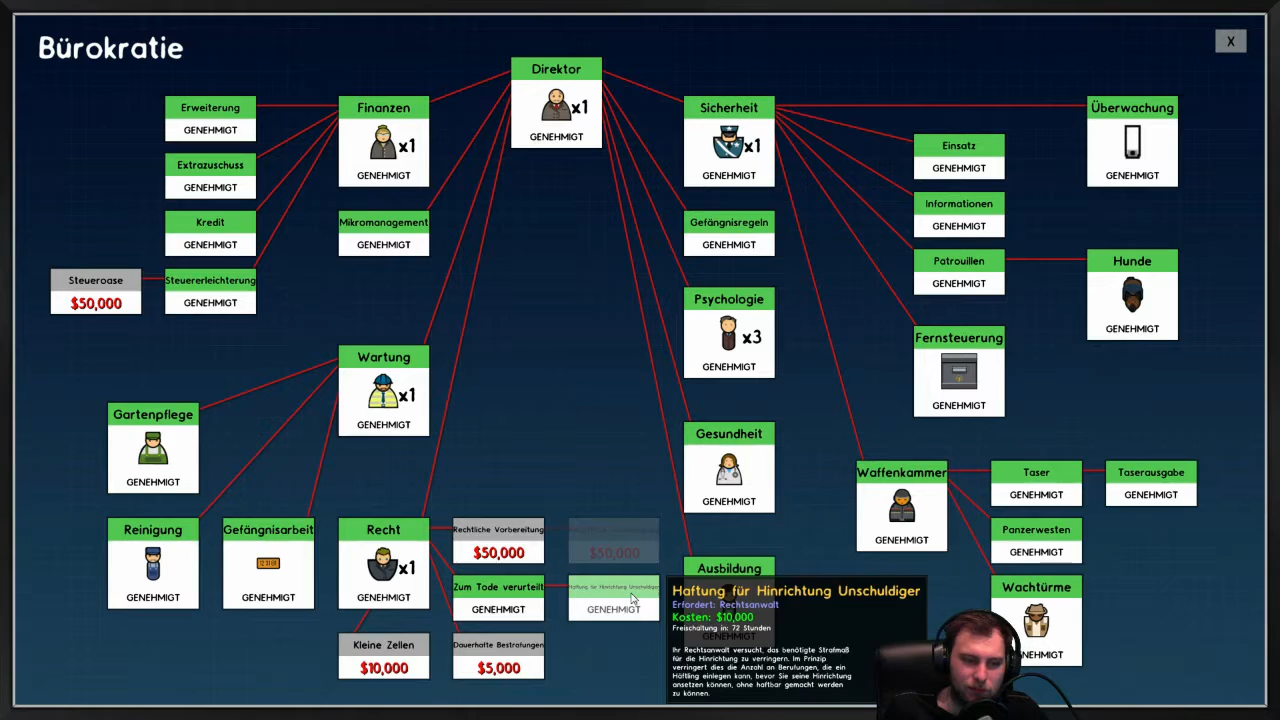 Bürokratie
X
Direktor
x1
GENEHMIGT
Erweiterung
GENEHMIGT
Finanzen
x1
GENEHMIGT
Sicherheit
x1
GENEHMIGT
Überwachung
GENEHMIGT
Einsatz
GENEHMIGT
Extrazuschuss
GENEHMIGT
Informationen
GENEHMIGT
Kredit
GENEHMIGT
Mikromanagement
GENEHMIGT
Gefängnisregeln
GENEHMIGT
Patrouillen
GENEHMIGT
Hunde
GENEHMIGT
Steueroase
$50,000
Steuererleichterung
GENEHMIGT
Psychologie
x3
GENEHMIGT
Fernsteuerung
GENEHMIGT
Wartung
x1
GENEHMIGT
Gartenpflege
GENEHMIGT
Gesundheit
GENEHMIGT
Waffenkammer
GENEHMIGT
Taser
GENEHMIGT
Taserausgabe
GENEHMIGT
Reinigung
GENEHMIGT
Gefängnisarbeit
GENEHMIGT
Recht
x1
GENEHMIGT
Rechtliche Vorbereitung
$50,000
$50,000
Panzerwesten
GENEHMIGT
Ausbildung
Zum Tode verurteilt
GENEHMIGT
Haftung für Hinrichtung Unschuldiger
GENEHMIGT
Wachtürme
GENEHMIGT
Kleine Zellen
$10,000
Dauerhafte Bestrafungen
$5,000
Haftung für Hinrichtung Unschuldiger
Erfordert: Rechtsanwalt
Kosten: $10,000
Freischaltung in: 72 Stunden
Ihr Rechtsanwalt versucht, das benötigte Strafmaß
für die Hinrichtung zu verringern. Im Prinzip
verringert dies die Anzahl an Berufungen, die ein
Häftling einlegen kann, bevor Sie seine Hinrichtung
ansetzen können, ohne haftbar gemacht werden
zu können.